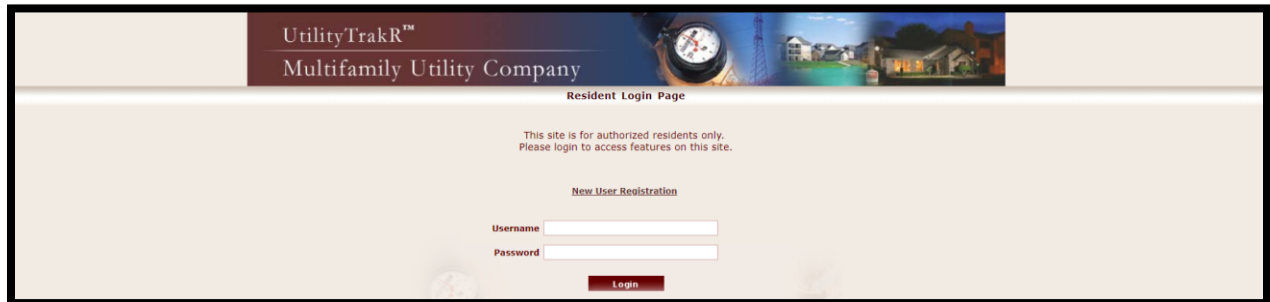 UtilityTrakR™
Multifamily Utility Company
Resident Login Page
This site is for authorized residents only.
Please login to access features on this site.
New User Registration
Username
Password
Login